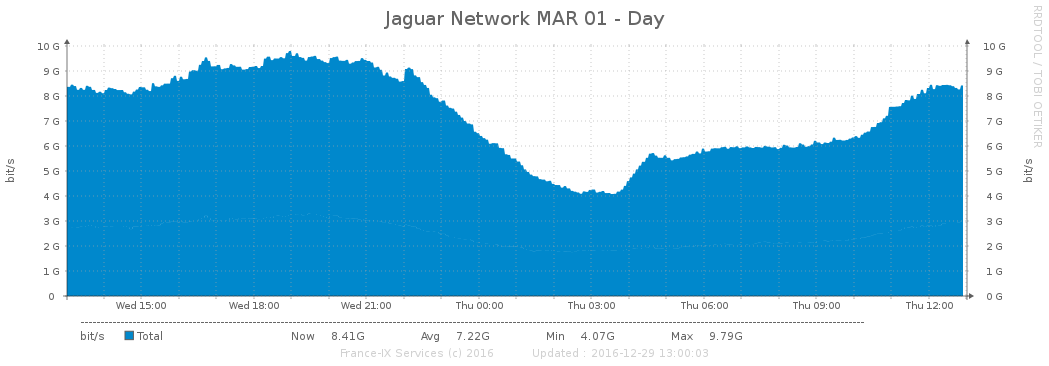 Jaguar Network MAR 01 - Day
RRDTOOL / TOBI OETIKER
10 G 10 G
9 G 9 G
8 G 8 G
7 G 7 G
6 G 6 G
5 G 5 G
4 G 4 G
3 G 3 G
2 G 2 G
1 G 1 G
0 0 G
bit/s bit/s
Wed 15:00 Wed 18:00 Wed 21:00 Thu 00:00 Thu 03:00 Thu 06:00 Thu 09:00 Thu 12:00
bit/s Total Now 8.41G Avg 7.22G Min 4.07G Max 9.79G
France-IX Services (c) 2016 Updated : 2016-12-29 13:00:03